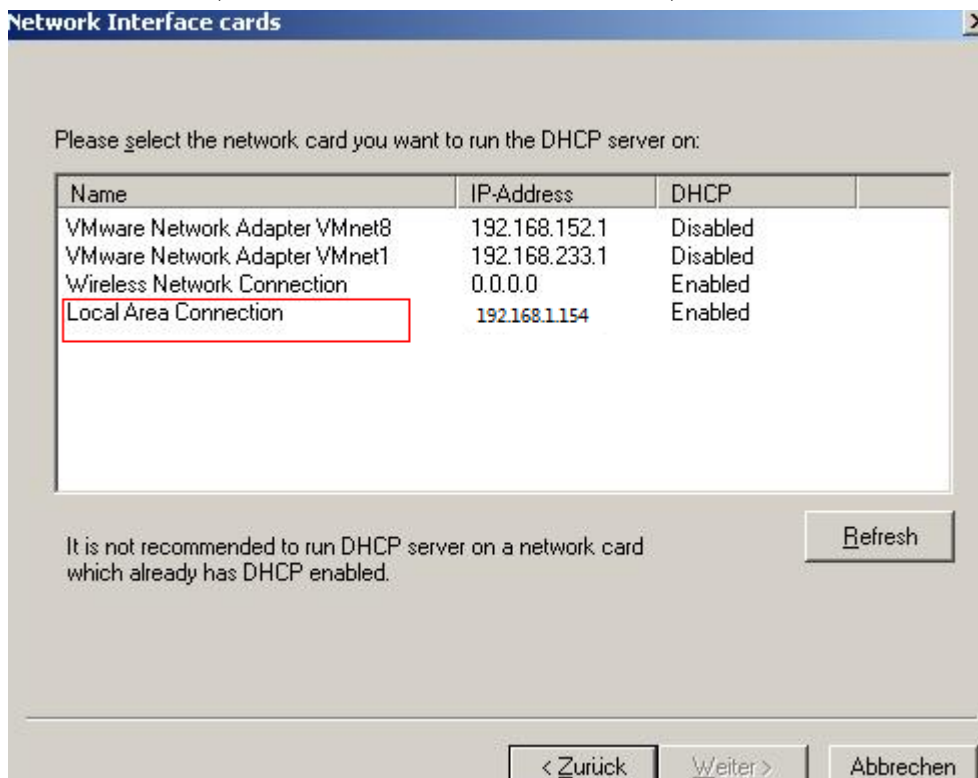 Network Interface cards
Please select the network card you want to run the DHCP server on:
Name IP-Address DHCP
VMware Network Adapter VMnet8 192.168.152.1 Disabled
VMware Network Adapter VMnet1 192.168.233.1 Disabled
Wireless Network Connection 0.0.0.0 Enabled
Local Area Connection 192.168.1.154 Enabled
It is not recommended to run DHCP server on a network card
which already has DHCP enabled.
Refresh
< Zurück Weiter > Abbrechen